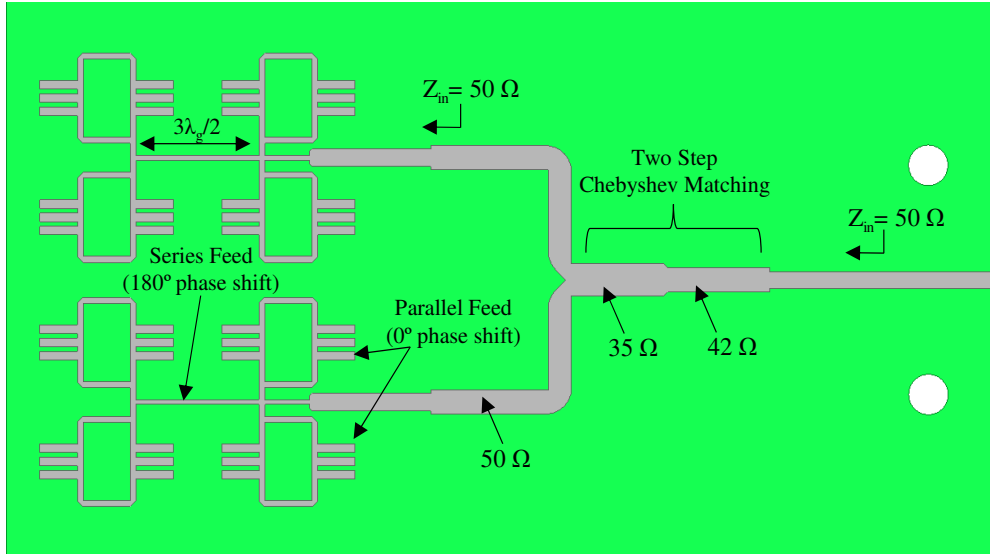 Z_in= 50 Ω
3λ_g/2
Two Step
Chebyshev Matching
Z_in= 50 Ω
Series Feed
(180º phase shift)
Parallel Feed
(0º phase shift)
35 Ω
42 Ω
50 Ω